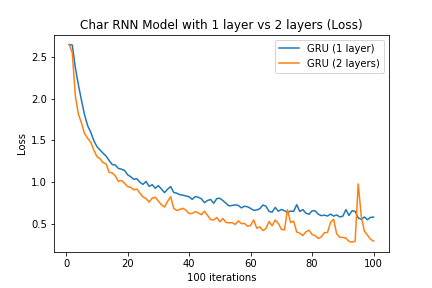 Char RNN Model with 1 layer vs 2 layers (Loss)
GRU (1 layer)
GRU (2 layers)
2.5
2.0
1.5
1.0
0.5
Loss
0 20 40 60 80 100
100 iterations